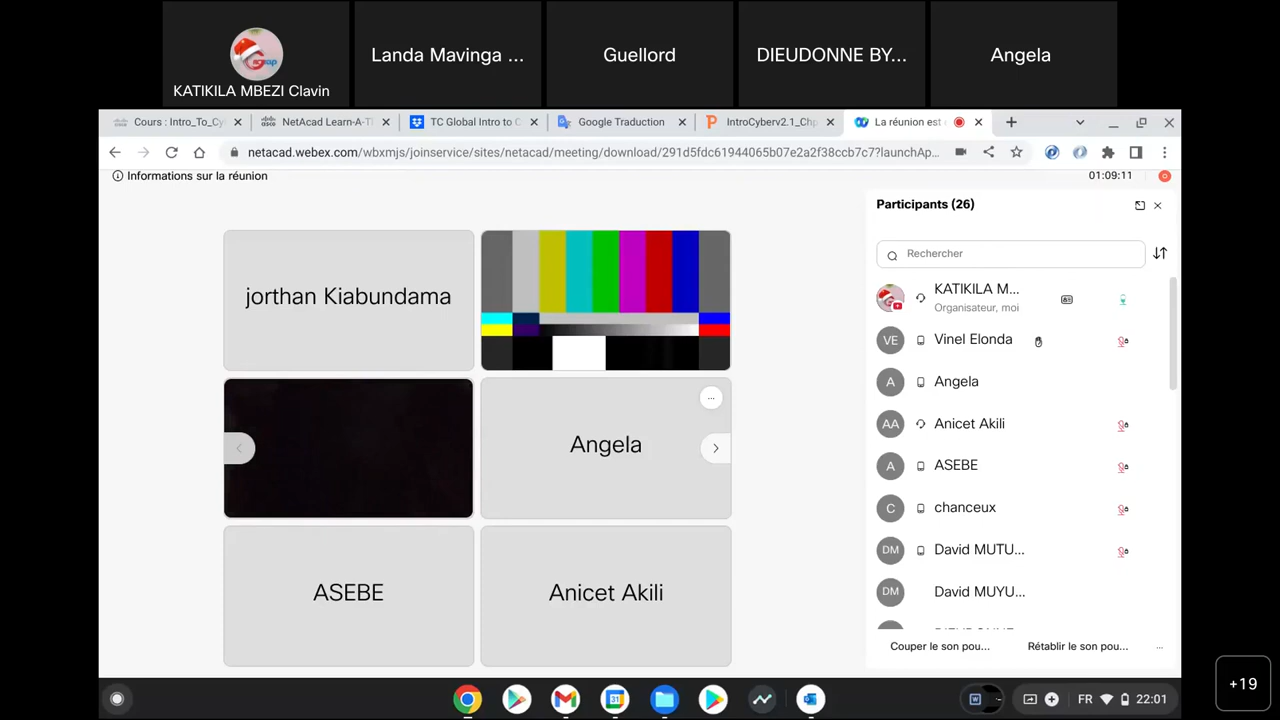 KATIKILA MBEZI Clavin
Landa Mavinga ...
Guellord
DIEUDONNE BY...
Angela
Cours : Intro_To_Cy
NetAcad Learn-A-T
TC Global Intro to C
Google Traduction
IntroCyberv2.1_Chp
La réunion est
netacad.webex.com/wbxmjs/joinservice/sites/netacad/meeting/download/291d5fdc61944065b07e2a2f38ccb7c7?launchAp...
Informations sur la réunion
01:09:11
jorthan Kiabundama
Angela
...
ASEBE
Anicet Akili
Participants (26)
Rechercher
KATIKILA M...
Organisateur, moi
VE
Vinel Elonda
A
Angela
AA
Anicet Akili
A
ASEBE
C
chanceux
DM
David MUTU...
DM
David MUYU...
Couper le son pou...
Rétablir le son pou...
...
FR
22:01
+19